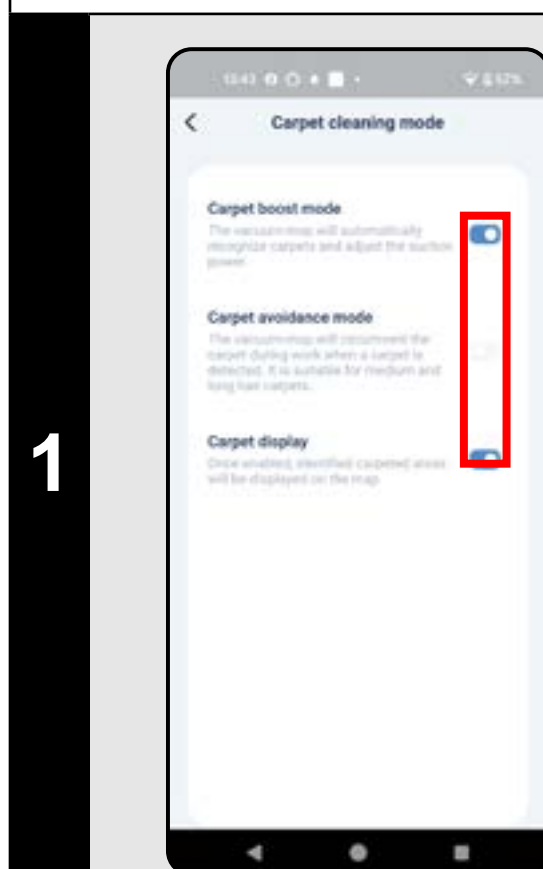 Carpet cleaning mode
Carpet boost mode
The vacuum-mop will automatically
recognize carpets and adjust the suction
power.
Carpet avoidance mode
The vacuum-mop will circumvent the
carpet during work when a carpet is
detected. It is suitable for medium and
long hair carpets.
Carpet display
Once enabled, identified carpeted areas
will be displayed on the map.
1